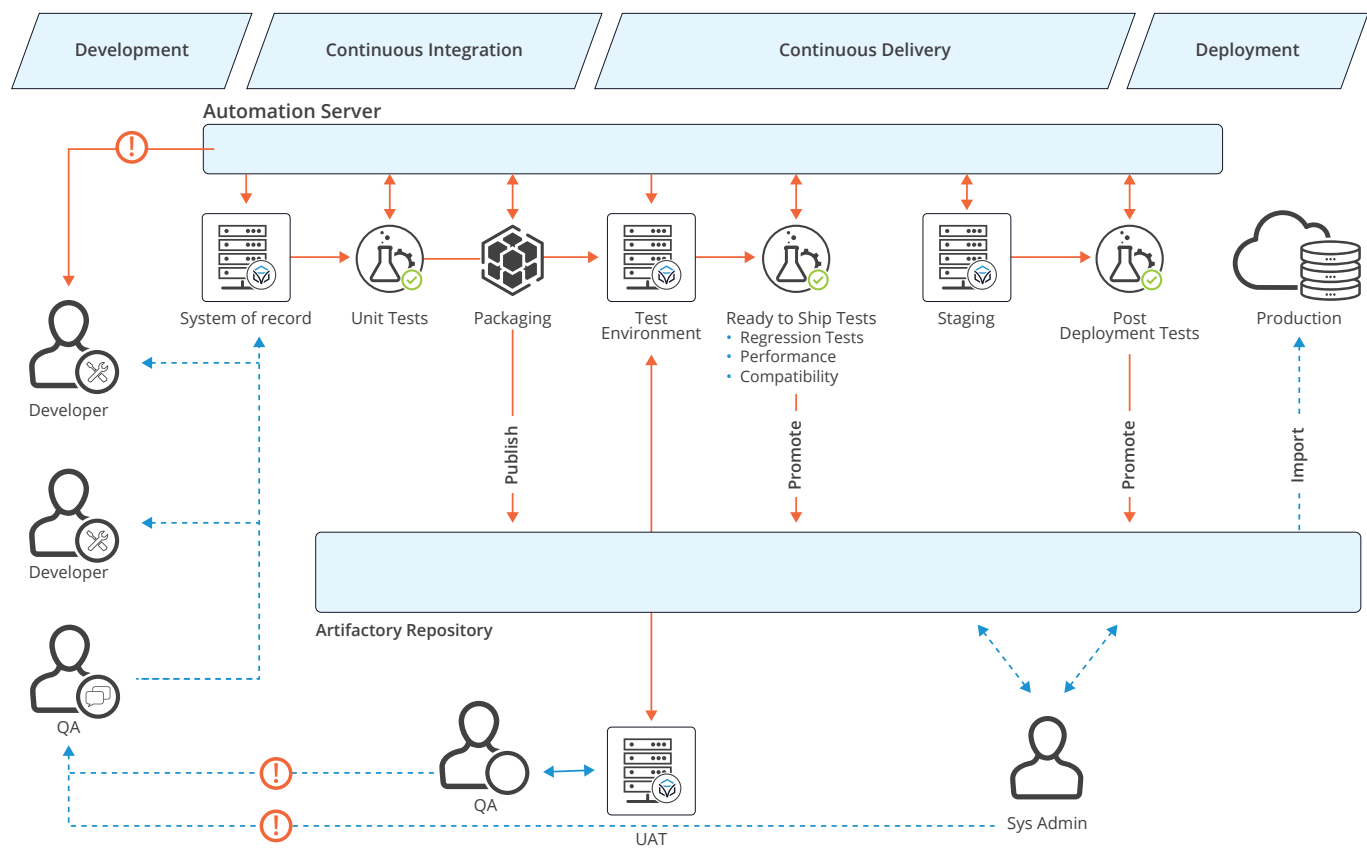 Development
Continuous Integration
Continuous Delivery
Deployment
Automation Server
System of record
Unit Tests
Packaging
Test
Environment
Ready to Ship Tests
• Regression Tests
• Performance
• Compatibility
Staging
Post
Deployment Tests
Production
Developer
Publish
Promote
Promote
Import
Developer
Artifactory Repository
QA
QA
UAT
Sys Admin